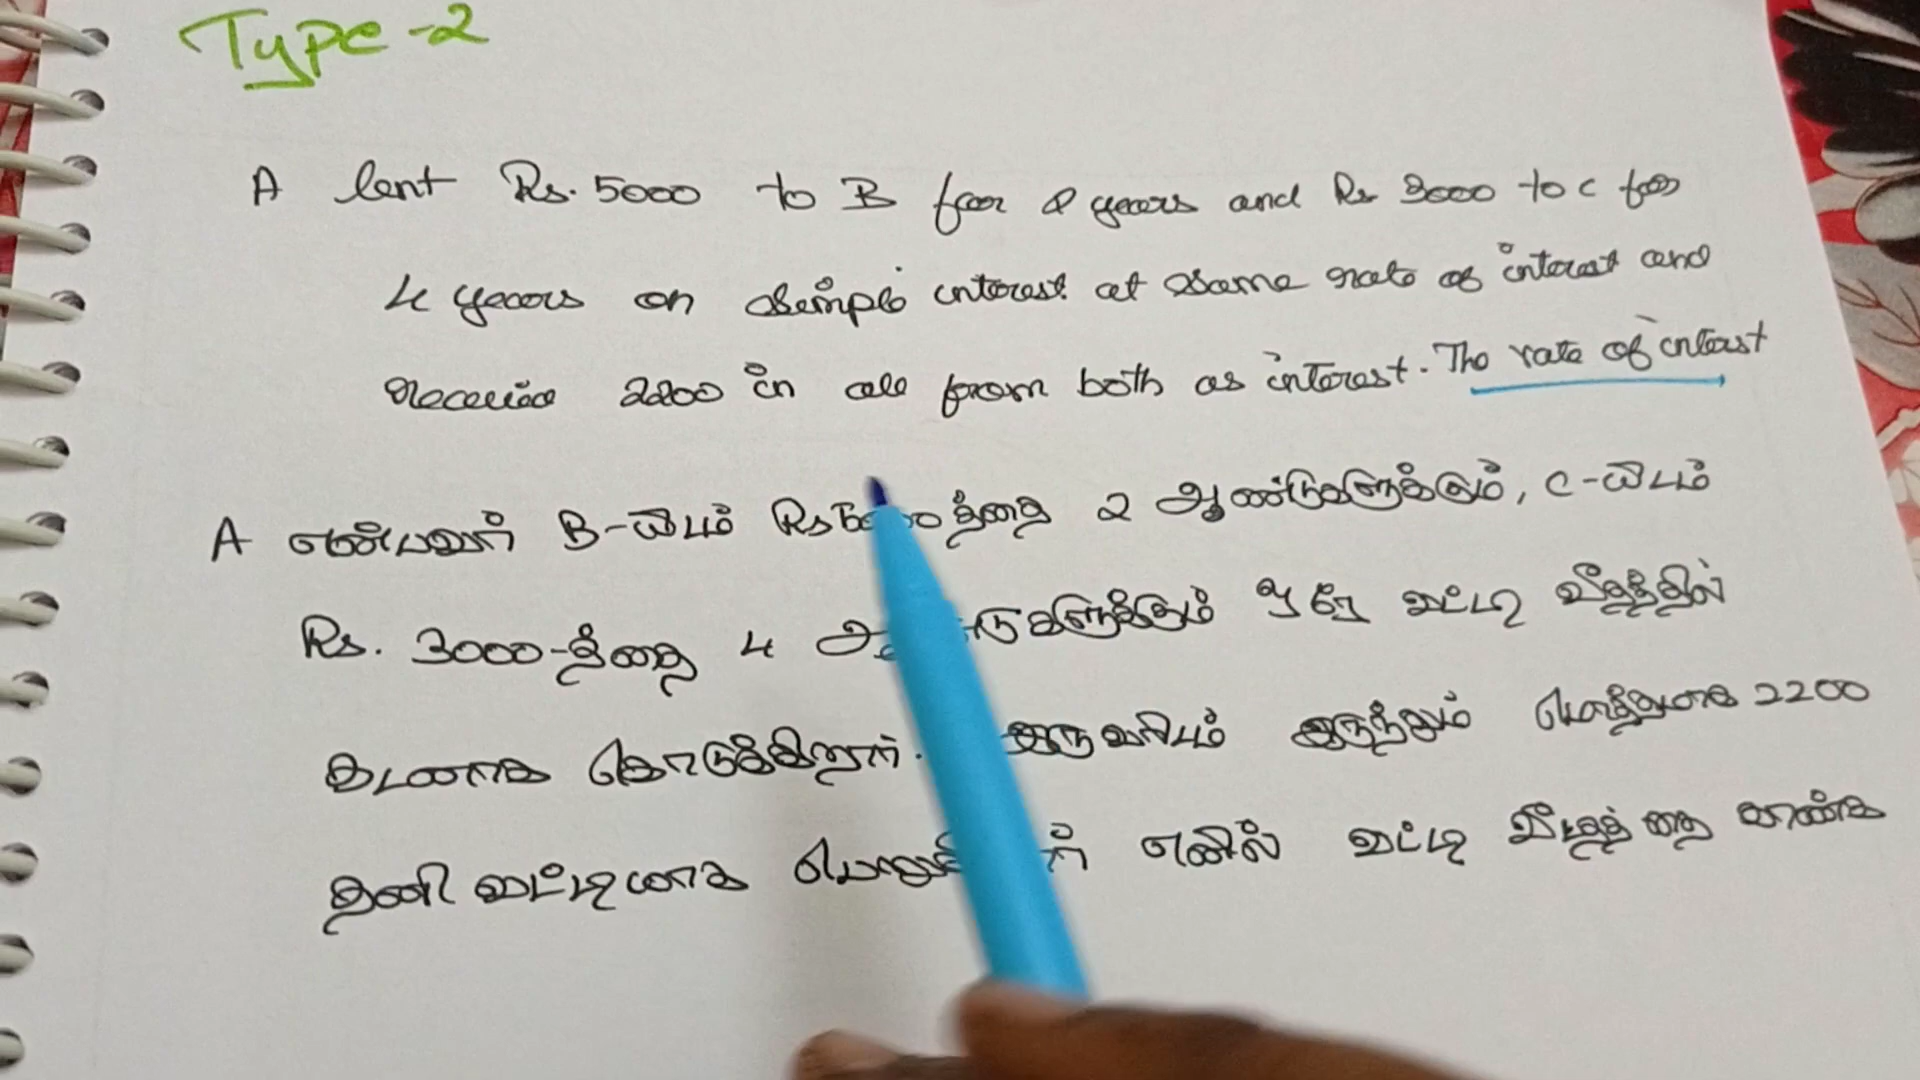 Type-2
A lent Rs. 5000 to B for 2 years and Rs 3000 to C for
4 years on simple interest at same rate of interest and
receive 2200 in all from both as interest. The rate of interest
A என்பவர் B-யிடம் Rs 5000த்தை 2 ஆண்டுகளுக்கும், C-யிடம்
Rs. 3000-த்தை 4 ஆண்டுகளுக்கும் ஒரே வட்டி வீதத்தில்
கடனாக கொடுக்கிறார். இருவரிடம் இருந்தும் மொத்தமாக 2200
தனி வட்டியாக எனில் வட்டி வீதத்தை காண்க